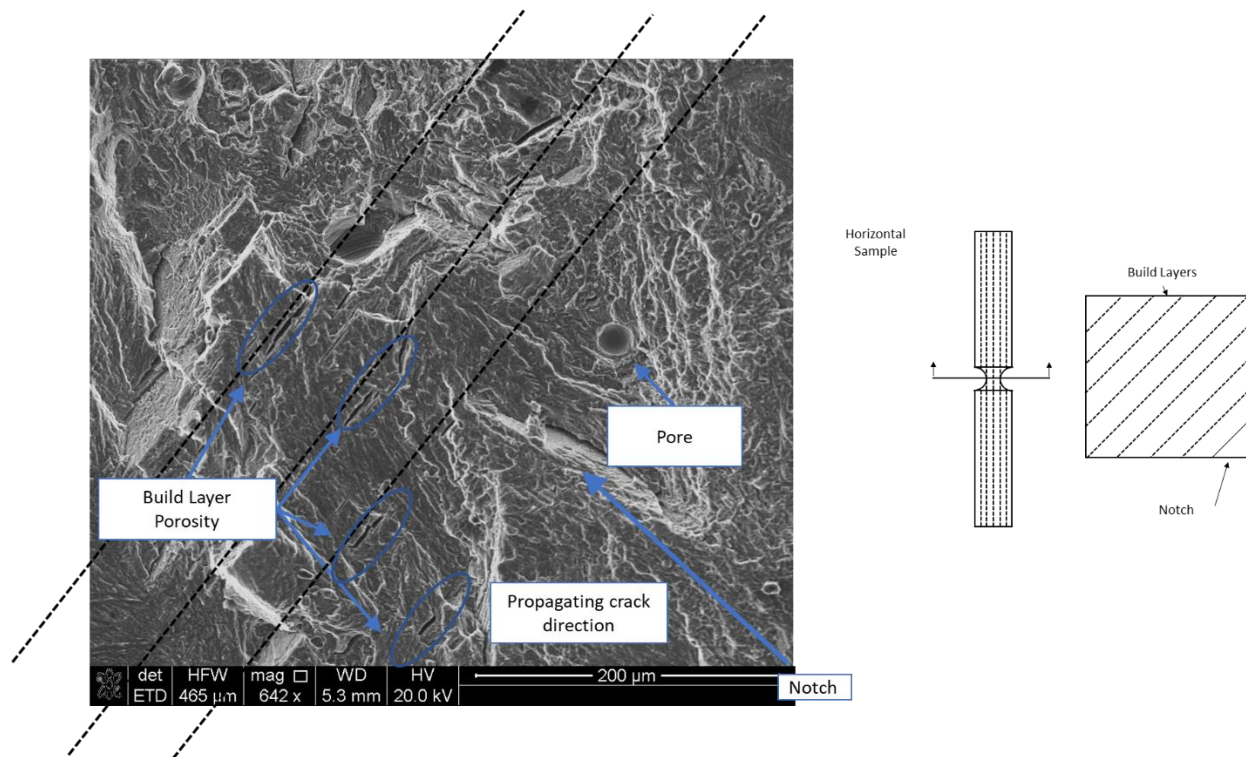 Pore
Build Layer
Porosity
Propagating crack
direction
Notch
det
HFW
mag
WD
HV
200 µm
ETD
465 µm
642 x
5.3 mm
20.0 kV
Horizontal
Sample
Build Layers
Notch